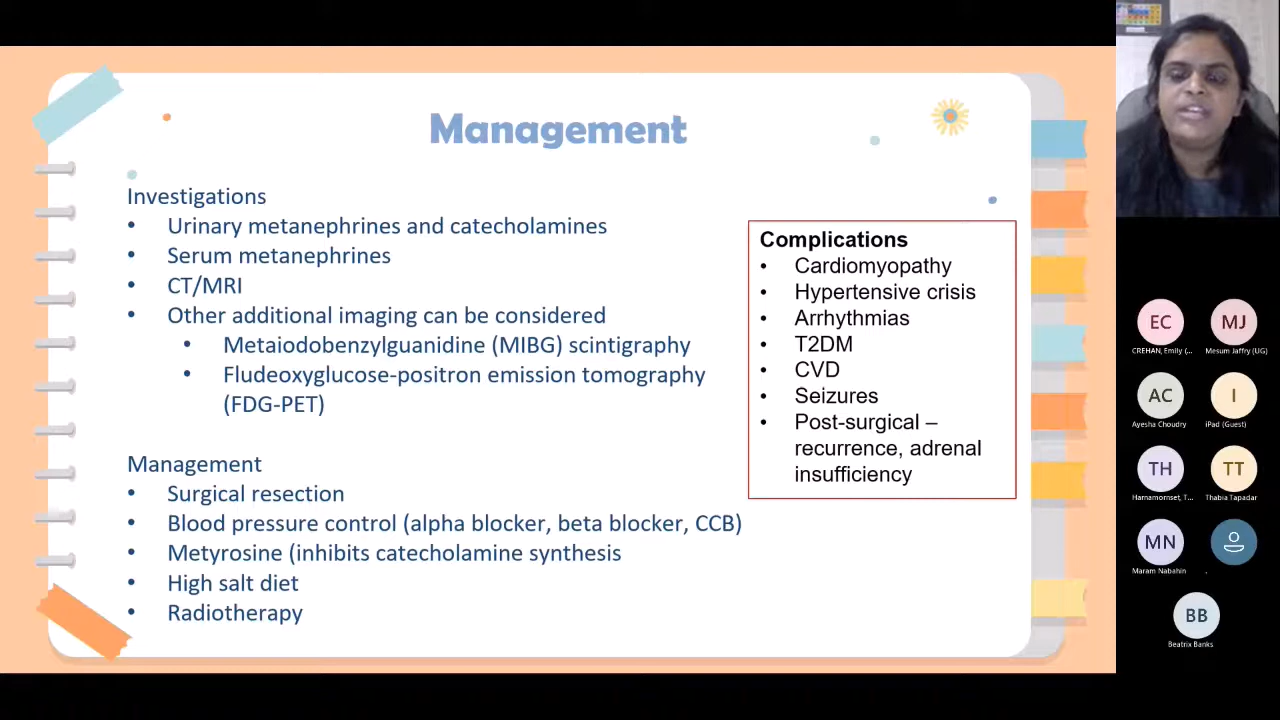 Management
Investigations
• Urinary metanephrines and catecholamines
• Serum metanephrines
• CT/MRI
• Other additional imaging can be considered
• Metaiodobenzylguanidine (MIBG) scintigraphy
• Fludeoxyglucose-positron emission tomography
(FDG-PET)
Management
• Surgical resection
• Blood pressure control (alpha blocker, beta blocker, CCB)
• Metyrosine (inhibits catecholamine synthesis
• High salt diet
• Radiotherapy
Complications
• Cardiomyopathy
• Hypertensive crisis
• Arrhythmias
• T2DM
• CVD
• Seizures
• Post-surgical –
recurrence, adrenal
insufficiency
EC
CREHAN, Emily (...
MJ
Mesum Jaffry (UG)
AC
Ayesha Choudry
I
iPad (Guest)
TH
Harnamornset, T...
TT
Thabia Tapadar
MN
Maram Nabahin
.
BB
Beatrix Banks